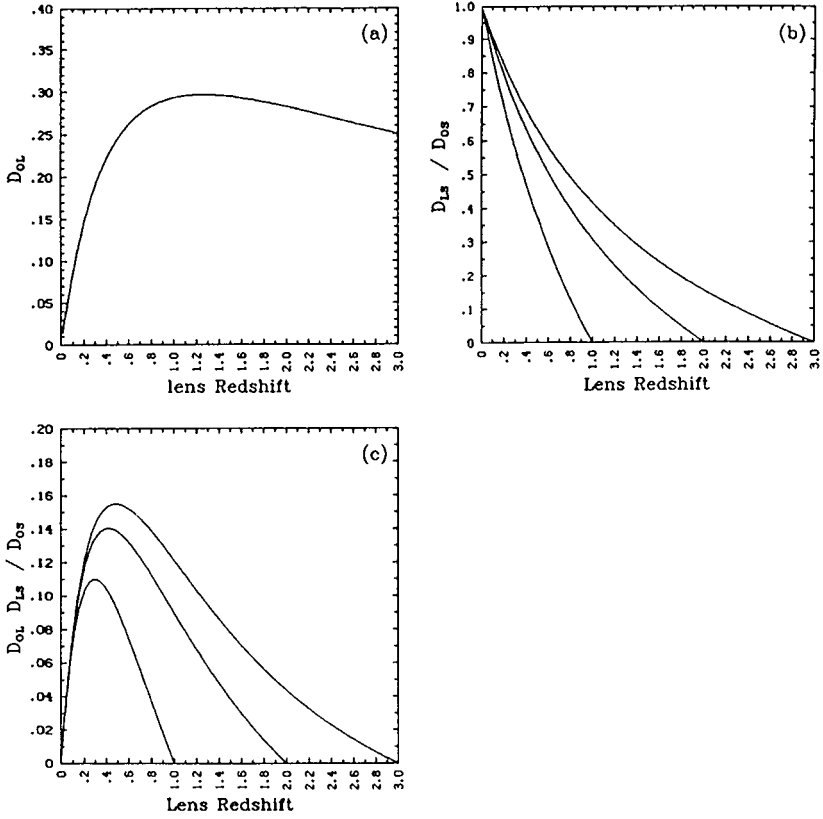 (a)
.40
.35
.30
.25
.20
.15
.10
.05
0
D_OL
0 .2 .4 .6 .8 1.0 1.2 1.4 1.6 1.8 2.0 2.2 2.4 2.6 2.8 3.0
lens Redshift
(b)
1.0
.9
.8
.7
.6
.5
.4
.3
.2
.1
0
D_LS / D_OS
0 .2 .4 .6 .8 1.0 1.2 1.4 1.6 1.8 2.0 2.2 2.4 2.6 2.8 3.0
Lens Redshift
(c)
.20
.18
.16
.14
.12
.10
.08
.06
.04
.02
0
D_OL D_LS / D_OS
0 .2 .4 .6 .8 1.0 1.2 1.4 1.6 1.8 2.0 2.2 2.4 2.6 2.8 3.0
Lens Redshift